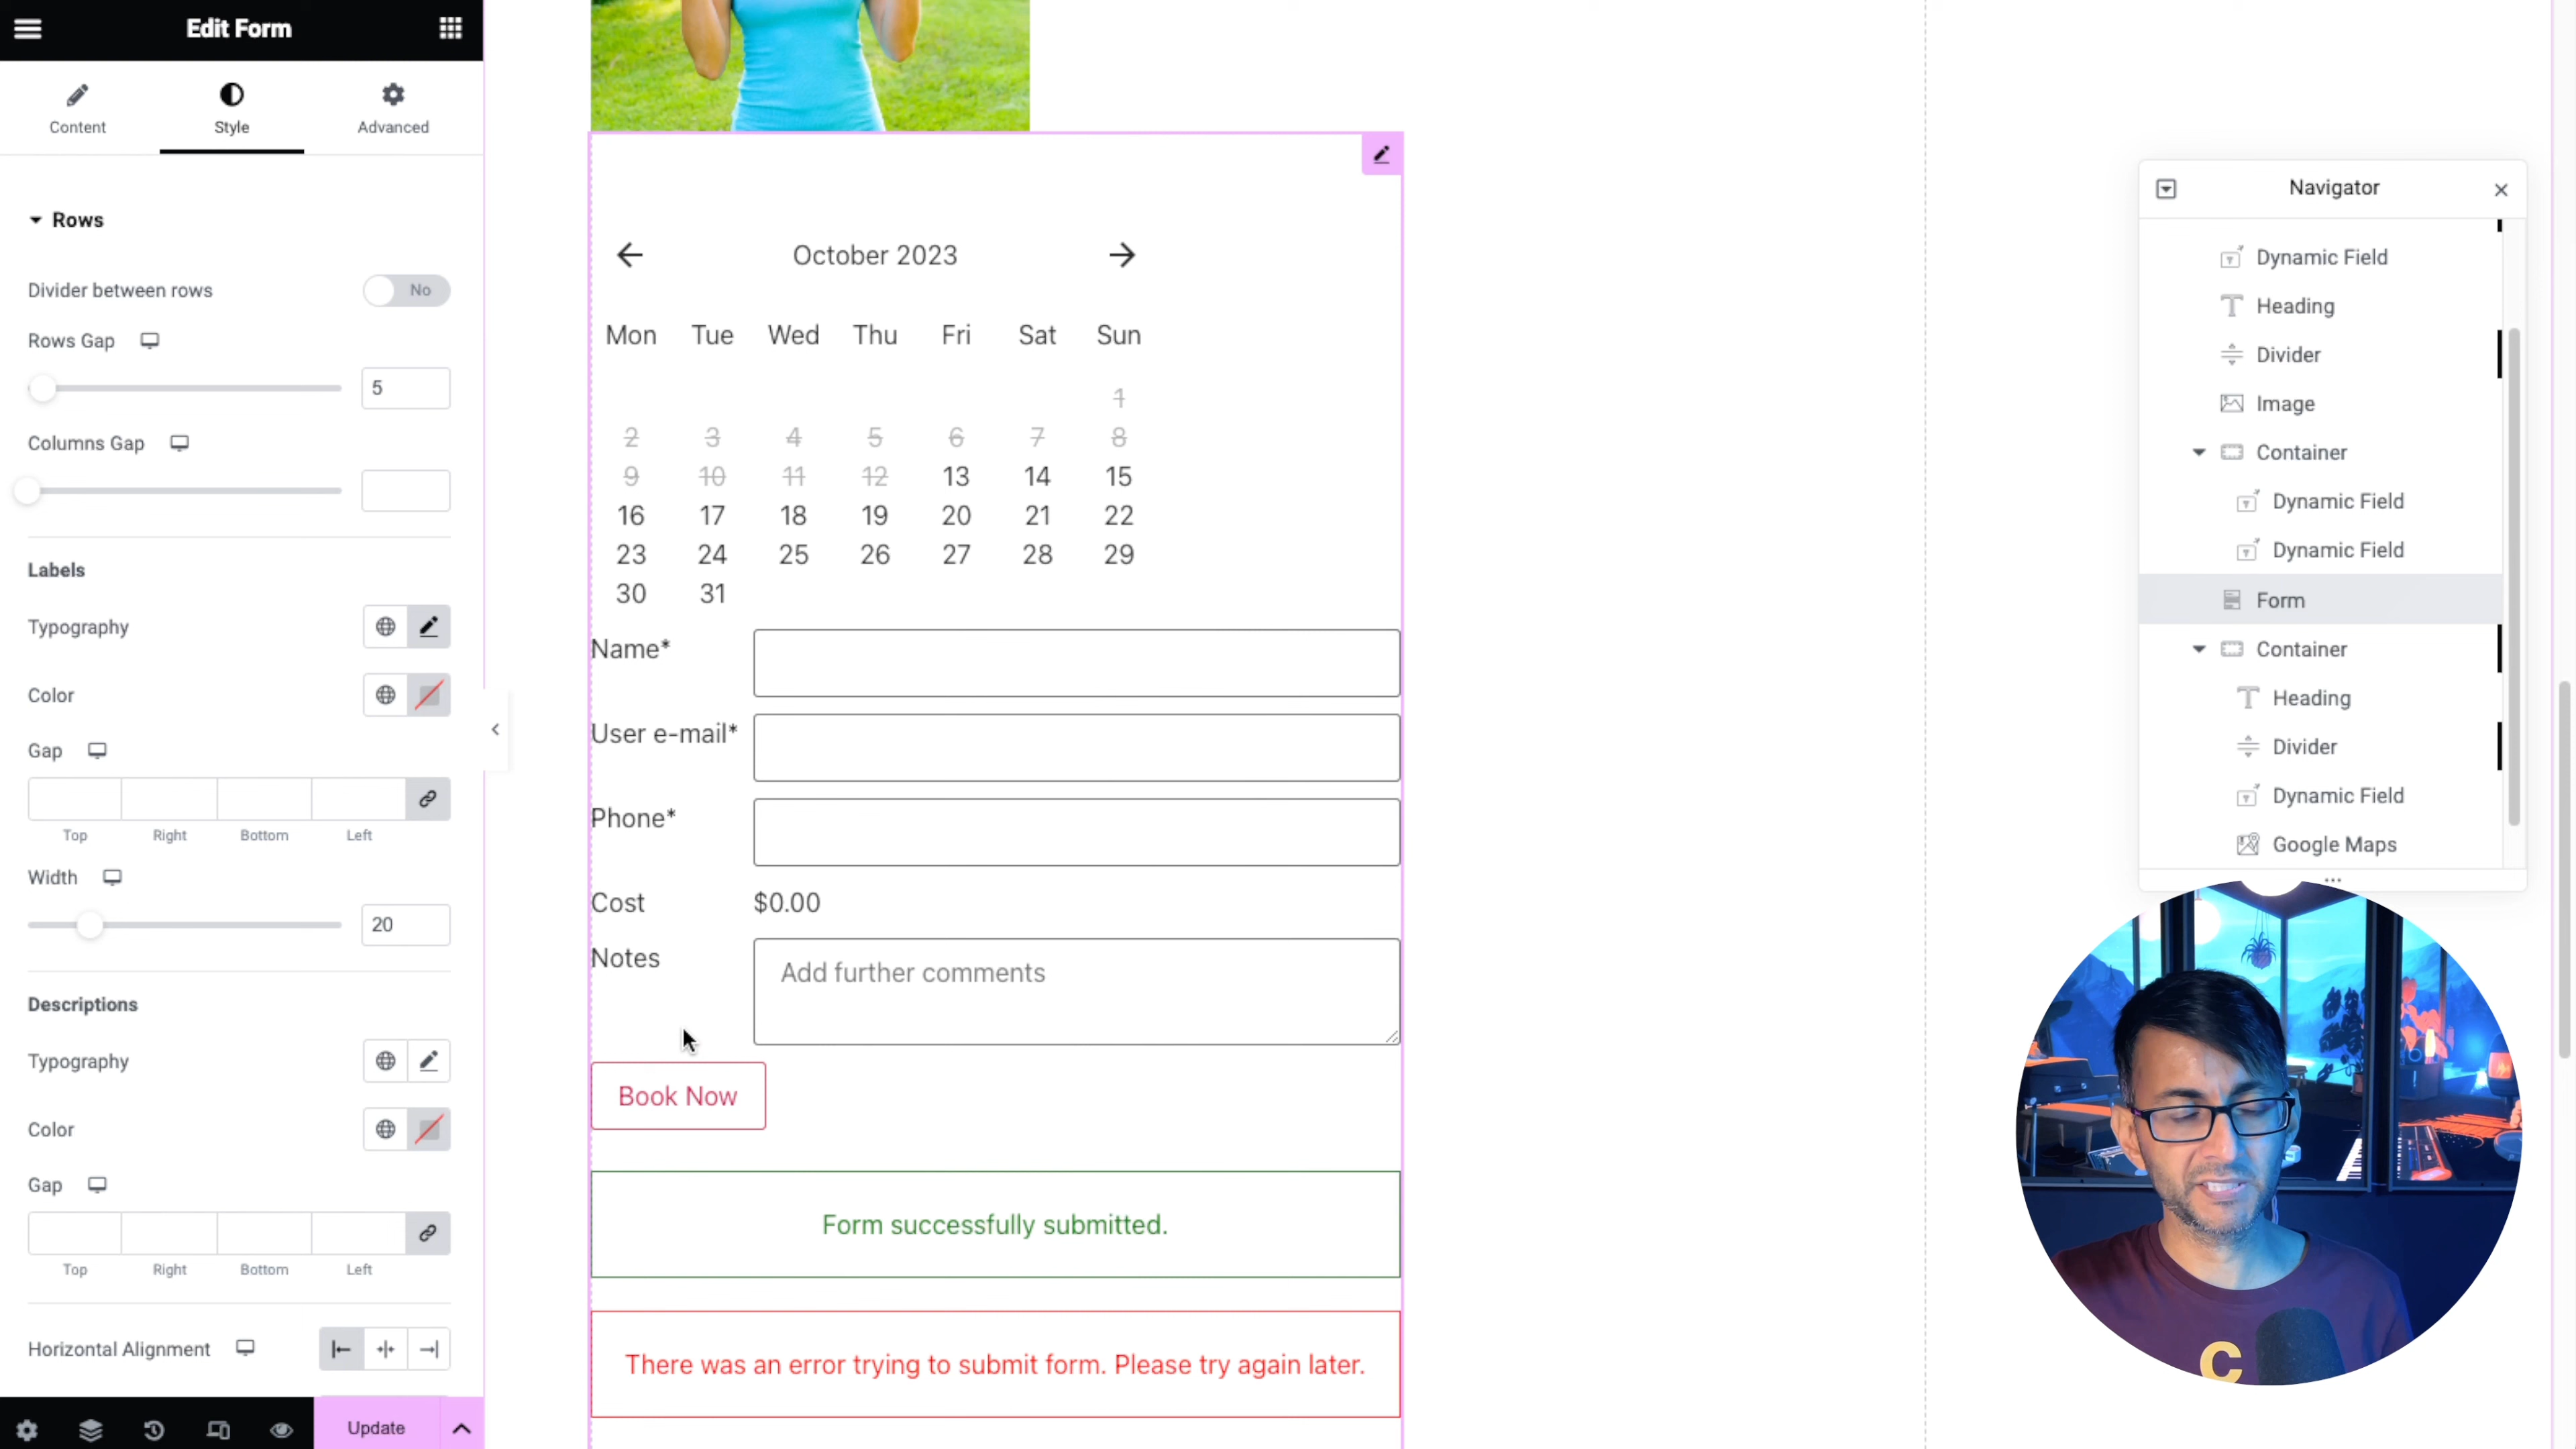 Edit Form
Content
Style
Advanced
Rows
Divider between rows
No
Rows Gap
5
Columns Gap
Labels
Typography
Color
Gap
Top Right Bottom Left
Width
20
Descriptions
Typography
Color
Gap
Top Right Bottom Left
Horizontal Alignment
Update
October 2023
Mon Tue Wed Thu Fri Sat Sun
1
2 3 4 5 6 7 8
9 10 11 12 13 14 15
16 17 18 19 20 21 22
23 24 25 26 27 28 29
30 31
Name*
User e-mail*
Phone*
Cost $0.00
Notes Add further comments
Book Now
Form successfully submitted.
There was an error trying to submit form. Please try again later.
Navigator
Dynamic Field
Heading
Divider
Image
Container
Dynamic Field
Dynamic Field
Form
Container
Heading
Divider
Dynamic Field
Google Maps
C